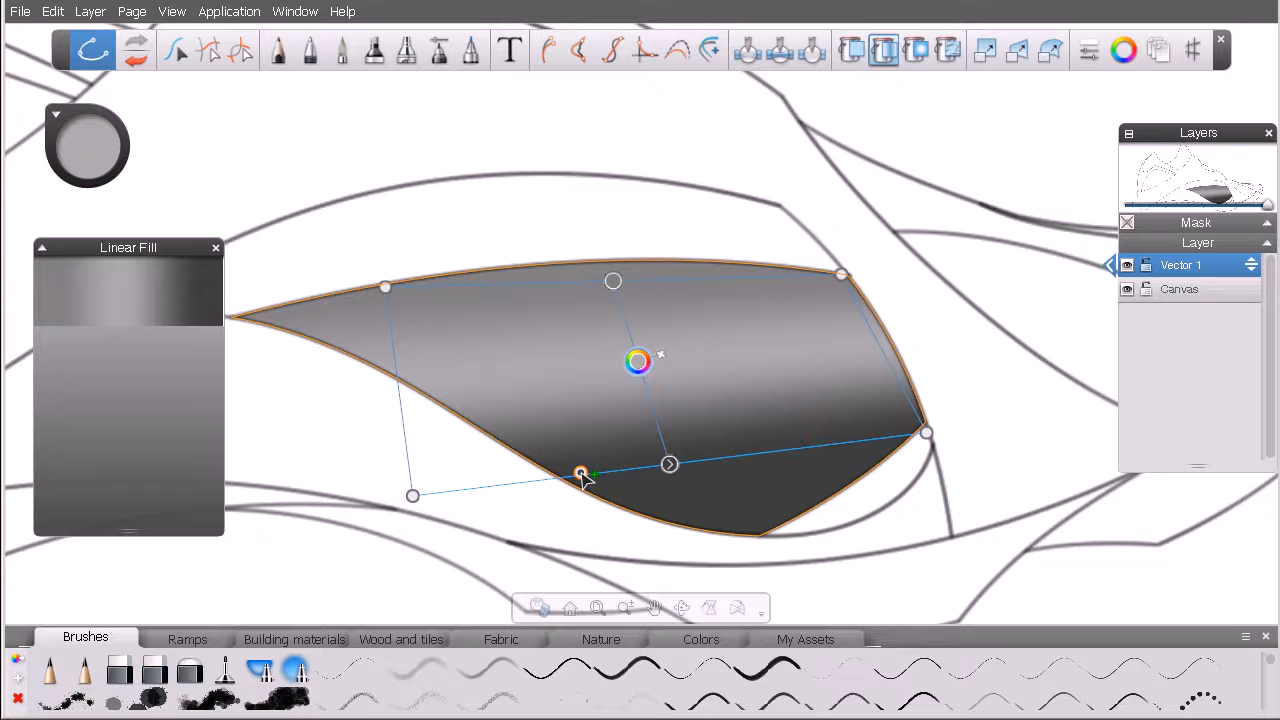 File Edit Layer Page View Application Window Help
T
Layers
Linear Fill
Mask
Layer
Vector 1
Canvas
Brushes Ramps Building materials Wood and tiles Fabric Nature Colors My Assets